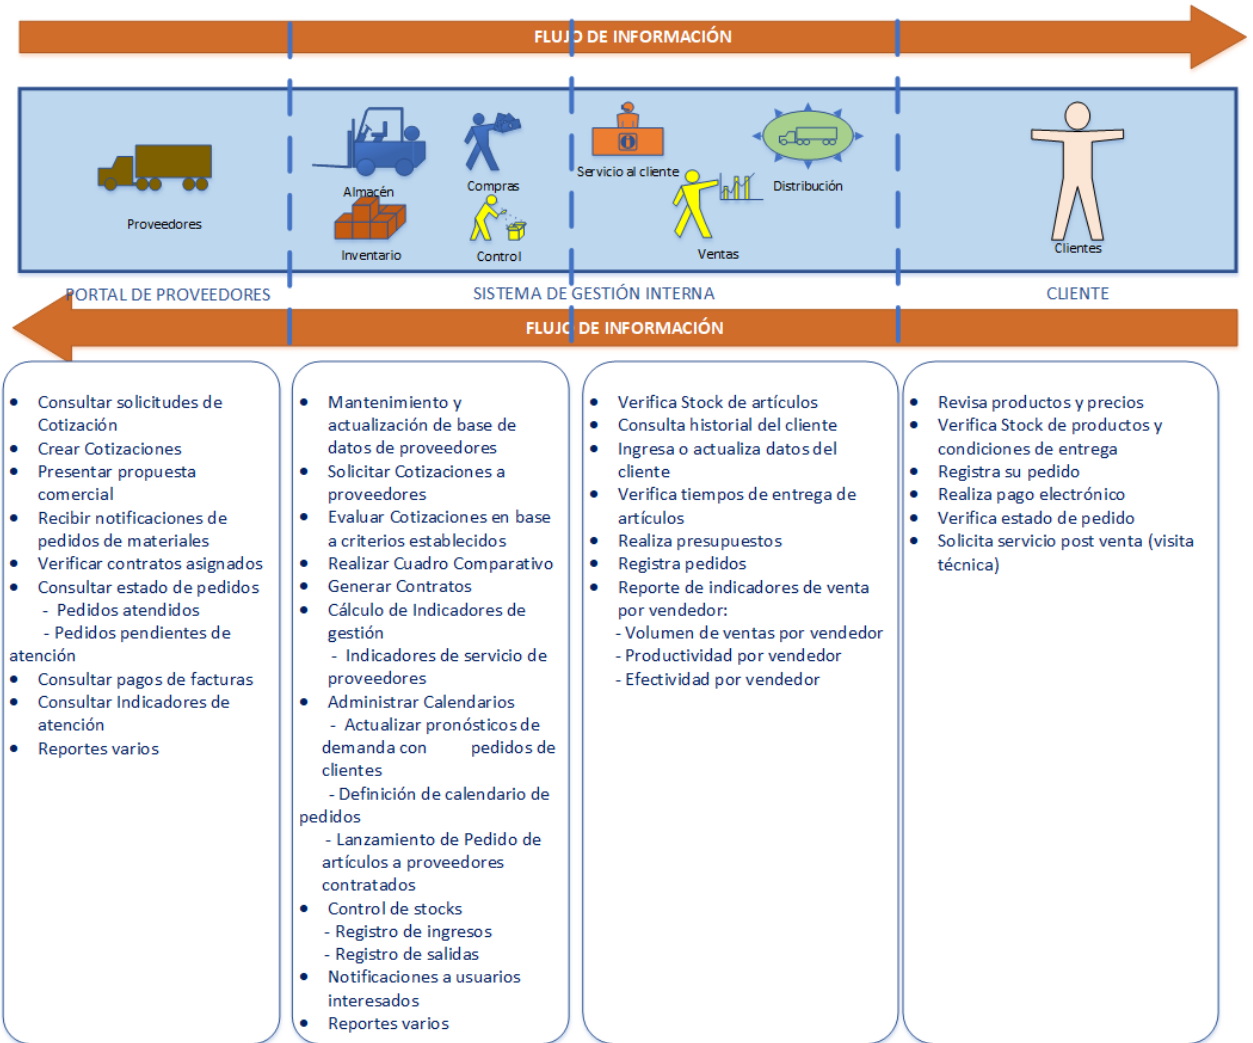 FLUJO DE INFORMACIÓN
Proveedores
Almacén
Compras
Inventario
Control
Servicio al cliente
Distribución
Ventas
Clientes
PORTAL DE PROVEEDORES
SISTEMA DE GESTIÓN INTERNA
CLIENTE
FLUJO DE INFORMACIÓN
• Consultar solicitudes de
Cotización
• Crear Cotizaciones
• Presentar propuesta
comercial
• Recibir notificaciones de
pedidos de materiales
• Verificar contratos asignados
• Consultar estado de pedidos
- Pedidos atendidos
- Pedidos pendientes de
atención
• Consultar pagos de facturas
• Consultar Indicadores de
atención
• Reportes varios
• Mantenimiento y
actualización de base de
datos de proveedores
• Solicitar Cotizaciones a
proveedores
• Evaluar Cotizaciones en base
a criterios establecidos
• Realizar Cuadro Comparativo
• Generar Contratos
• Cálculo de Indicadores de
gestión
- Indicadores de servicio de
proveedores
• Administrar Calendarios
- Actualizar pronósticos de
demanda con pedidos de
clientes
- Definición de calendario de
pedidos
- Lanzamiento de Pedido de
artículos a proveedores
contratados
• Control de stocks
- Registro de ingresos
- Registro de salidas
• Notificaciones a usuarios
interesados
• Reportes varios
• Verifica Stock de artículos
• Consulta historial del cliente
• Ingresa o actualiza datos del
cliente
• Verifica tiempos de entrega de
artículos
• Realiza presupuestos
• Registra pedidos
• Reporte de indicadores de venta
por vendedor:
- Volumen de ventas por vendedor
- Productividad por vendedor
- Efectividad por vendedor
• Revisa productos y precios
• Verifica Stock de productos y
condiciones de entrega
• Registra su pedido
• Realiza pago electrónico
• Verifica estado de pedido
• Solicita servicio post venta (visita
técnica)